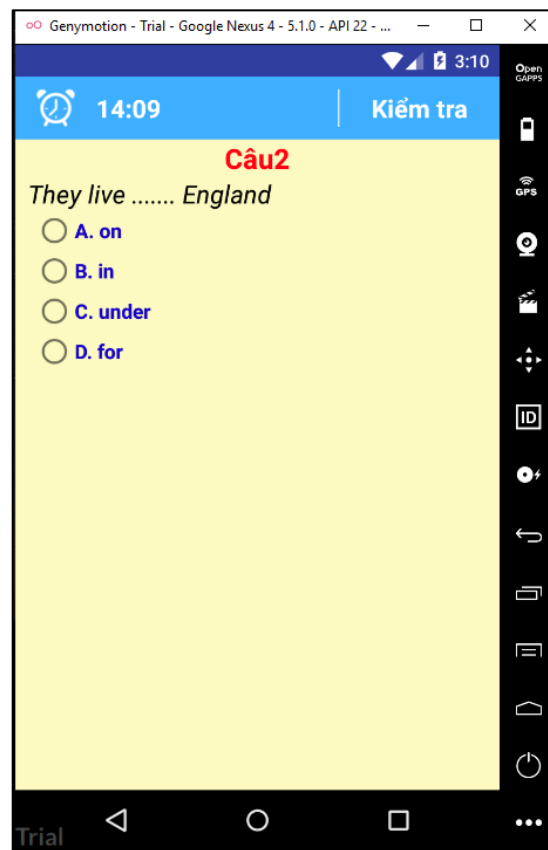 Genymotion - Trial - Google Nexus 4 - 5.1.0 - API 22 - ...
3:10
Open
GAPPS
14:09
Kiểm tra
GPS
Câu2
They live ....... England
A. on
B. in
C. under
D. for
ID
Trial